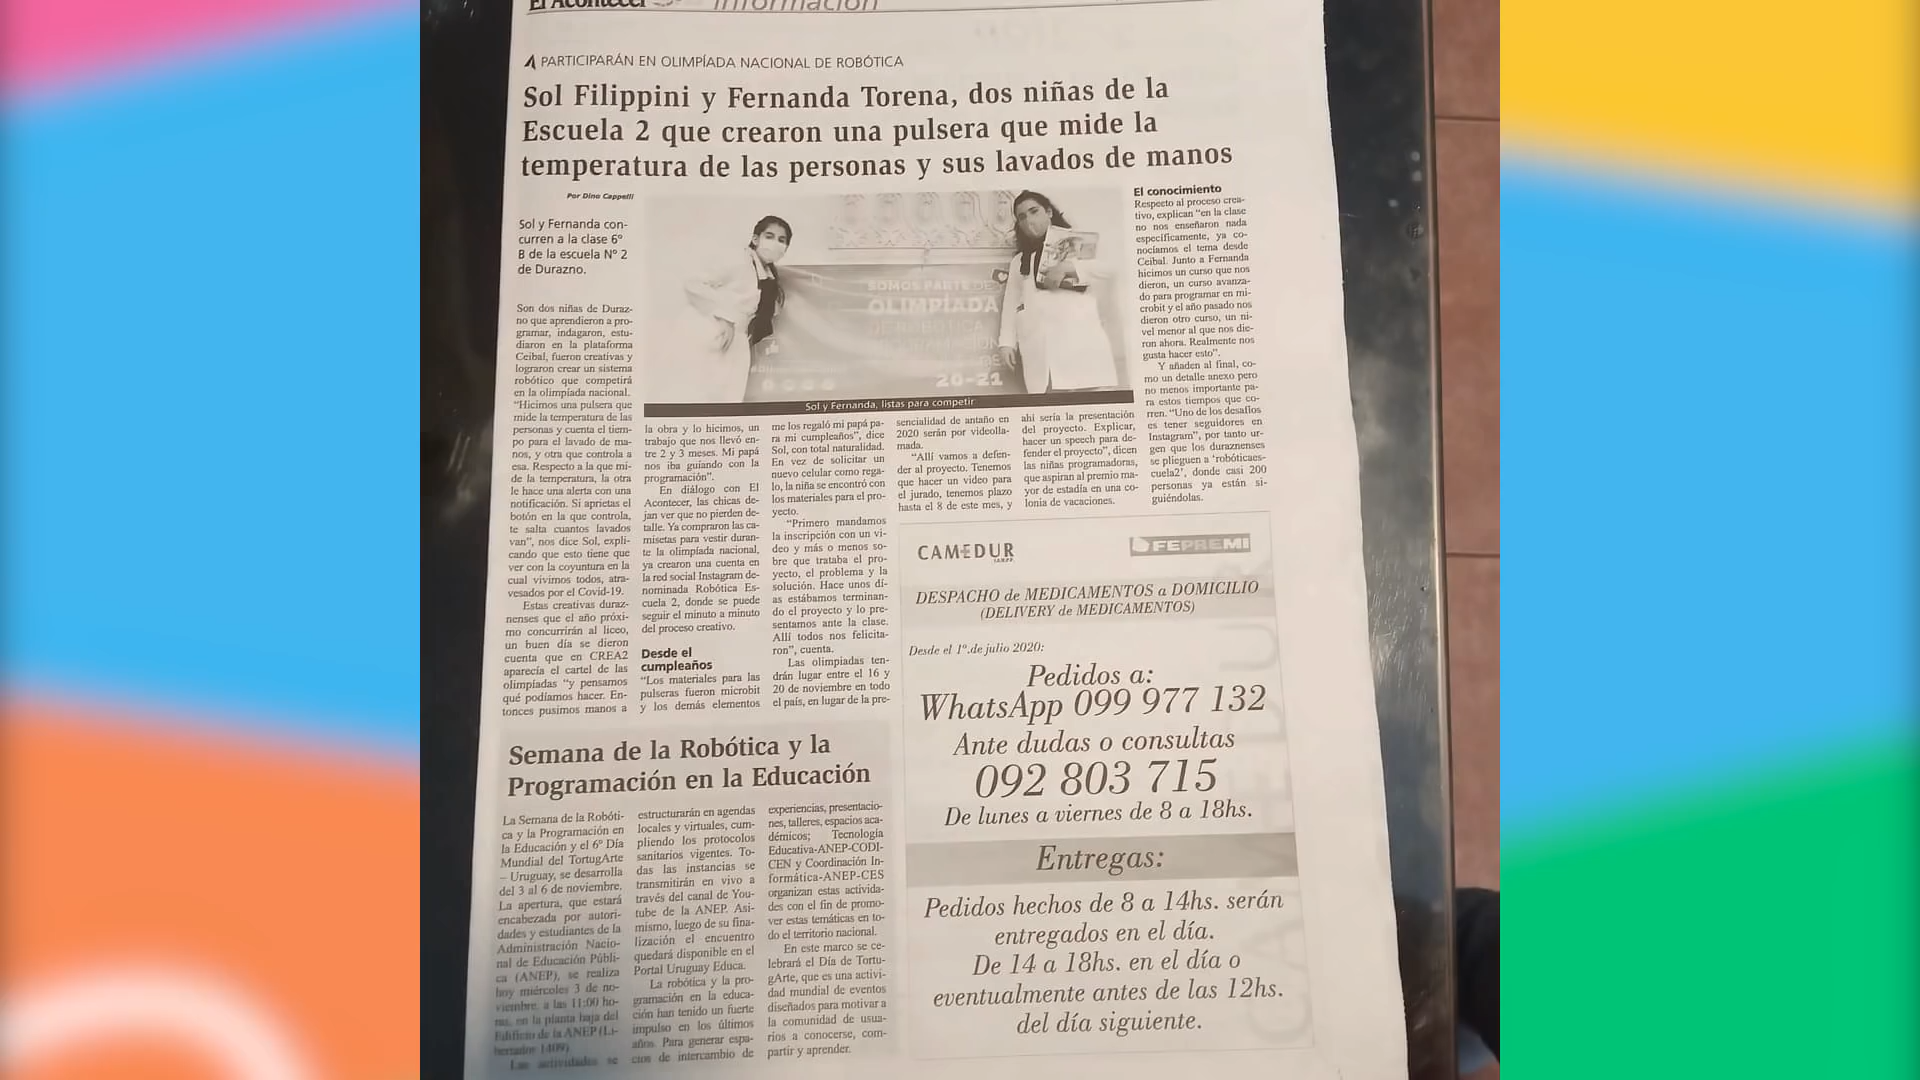 El Acontecer
información
PARTICIPARÁN EN OLIMPÍADA NACIONAL DE ROBÓTICA
Sol Filippini y Fernanda Torena, dos niñas de la
Escuela 2 que crearon una pulsera que mide la
temperatura de las personas y sus lavados de manos
Por Dino Cappelli
Sol y Fernanda con-
curren a la clase 6º
B de la escuela Nº 2
de Durazno.
Son dos niñas de Duraz-
no que aprendieron a pro-
gramar, indagaron, estu-
diaron en la plataforma
Ceibal, fueron creativas y
lograron crear un sistema
robótico que competirá
en la olimpíada nacional.
“Hicimos una pulsera que
mide la temperatura de las
personas y cuenta el tiem-
po para el lavado de ma-
nos, y otra que controla a
esa. Respecto a la que mi-
de la temperatura, la otra
le hace una alerta con una
notificación. Si aprietas el
botón en la que controla,
te salta cuantos lavados
van”, nos dice Sol, expli-
cando que esto tiene que
ver con la coyuntura en la
cual vivimos todos, atra-
vesados por el Covid-19.
Estas creativas duraz-
nenses que el año próxi-
mo concurrirán al liceo,
un buen día se dieron
cuenta que en CREA2
aparecía el cartel de las
olimpíadas “y pensamos
qué podíamos hacer. En-
tonces pusimos manos a
SOMOS PARTE DE
OLIMPÍADA
20-21
Sol y Fernanda, listas para competir
la obra y lo hicimos, un
trabajo que nos llevó en-
tre 2 y 3 meses. Mi papá
nos iba guiando con la
programación”.
En diálogo con El
Acontecer, las chicas de-
jan ver que no pierden de-
talle. Ya compraron las ca-
misetas para vestir duran-
te la olimpíada nacional,
ya crearon una cuenta en
la red social Instagram de-
nominada Robótica Es-
cuela 2, donde se puede
seguir el minuto a minuto
del proceso creativo.
Desde el
cumpleaños
“Los materiales para las
pulseras fueron microbit
y los demás elementos
me los regaló mi papá pa-
ra mi cumpleaños”, dice
Sol, con total naturalidad.
En vez de solicitar un
nuevo celular como rega-
lo, la niña se encontró con
los materiales para el pro-
yecto.
“Primero mandamos
la inscripción con un vi-
deo y más o menos so-
bre que trataba el pro-
yecto, el problema y la
solución. Hace unos dí-
as estábamos terminan-
do el proyecto y lo pre-
sentamos ante la clase.
Allí todos nos felicita-
ron”, cuenta.
Las olimpiadas ten-
drán lugar entre el 16 y
20 de noviembre en todo
el país, en lugar de la pre-
sencialidad de antaño en
2020 serán por videolla-
mada.
“Allí vamos a defen-
der al proyecto. Tenemos
que hacer un video para
el jurado, tenemos plazo
hasta el 8 de este mes, y
ahí sería la presentación
del proyecto. Explicar,
hacer un speech para de-
fender el proyecto”, dicen
las niñas programadoras,
que aspiran al premio ma-
yor de estadía en una co-
lonia de vacaciones.
El conocimiento
Respecto al proceso crea-
tivo, explican “en la clase
no nos enseñaron nada
específicamente, ya co-
nocíamos el tema desde
Ceibal. Junto a Fernanda
hicimos un curso que nos
dieron, un curso avanza-
do para programar en mi-
crobit y el año pasado nos
dieron otro curso, un ni-
vel menor al que nos die-
ron ahora. Realmente nos
gusta hacer esto”.
Y añaden al final, co-
mo un detalle anexo pero
no menos importante pa-
ra estos tiempos que co-
rren. “Uno de los desafíos
es tener seguidores en
Instagram”, por tanto ur-
gen que los duraznenses
se plieguen a ‘robóticaes-
cuela2’, donde casi 200
personas ya están si-
guiéndolas.
CAMEDUR
IAMPP
FEPREMI
DESPACHO de MEDICAMENTOS a DOMICILIO
(DELIVERY de MEDICAMENTOS)
Desde el 1º.de julio 2020:
Pedidos a:
WhatsApp 099 977 132
Ante dudas o consultas
092 803 715
De lunes a viernes de 8 a 18hs.
Entregas:
Pedidos hechos de 8 a 14hs. serán
entregados en el día.
De 14 a 18hs. en el día o
eventualmente antes de las 12hs.
del día siguiente.
CAMEDUR
Semana de la Robótica y la
Programación en la Educación
La Semana de la Robóti-
ca y la Programación en
la Educación y el 6º Día
Mundial del TortugArte
– Uruguay, se desarrolla
del 3 al 6 de noviembre.
La apertura, que estará
encabezada por autori-
dades y estudiantes de la
Administración Nacio-
nal de Educación Públi-
ca (ANEP), se realiza
hoy miércoles 3 de no-
viembre, a las 11:00 ho-
ras, en la planta baja del
Edificio de la ANEP (Li-
bertador 1409).
Las actividades se
estructurarán en agendas
locales y virtuales, cum-
pliendo los protocolos
sanitarios vigentes. To-
das las instancias se
transmitirán en vivo a
través del canal de You-
tube de la ANEP. Asi-
mismo, luego de su fina-
lización el encuentro
quedará disponible en el
Portal Uruguay Educa.
La robótica y la pro-
gramación en la educa-
ción han tenido un fuerte
impulso en los últimos
años. Para generar espa-
cios de intercambio de
experiencias, presentacio-
nes, talleres, espacios aca-
démicos; Tecnología
Educativa-ANEP-CODI-
CEN y Coordinación In-
formática-ANEP-CES
organizan estas activida-
des con el fin de promo-
ver estas temáticas en to-
do el territorio nacional.
En este marco se ce-
lebrará el Día de Tortu-
gArte, que es una activi-
dad mundial de eventos
diseñados para motivar a
la comunidad de usua-
rios a conocerse, com-
partir y aprender.